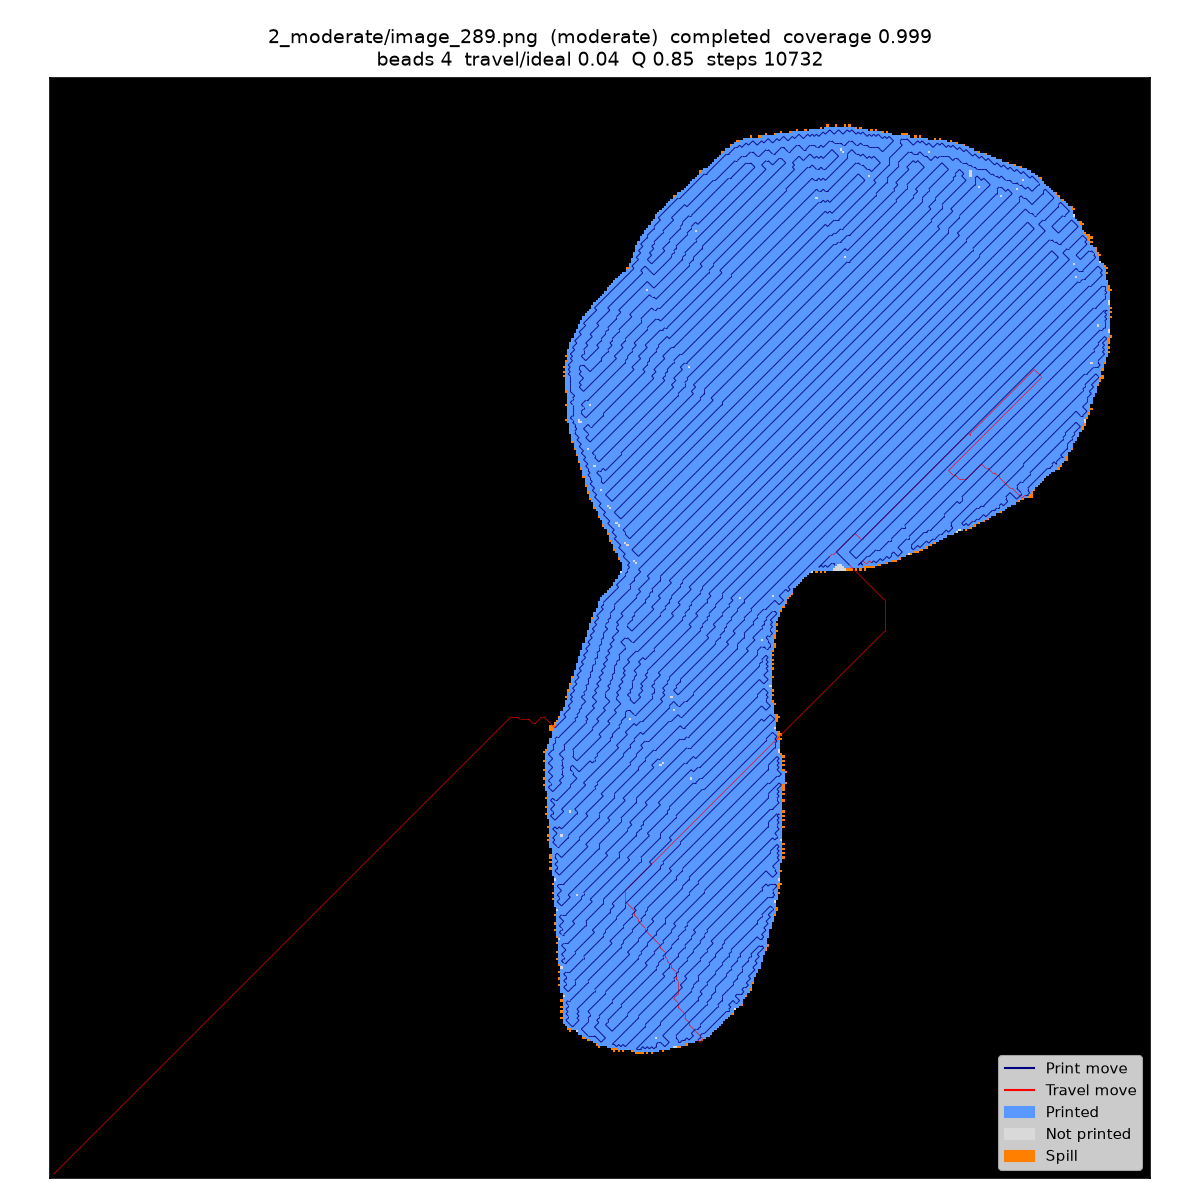 2_moderate/image_289.png  (moderate)  completed  coverage 0.999
beads 4  travel/ideal 0.04  Q 0.85  steps 10732
Print move
Travel move
Printed
Not printed
Spill